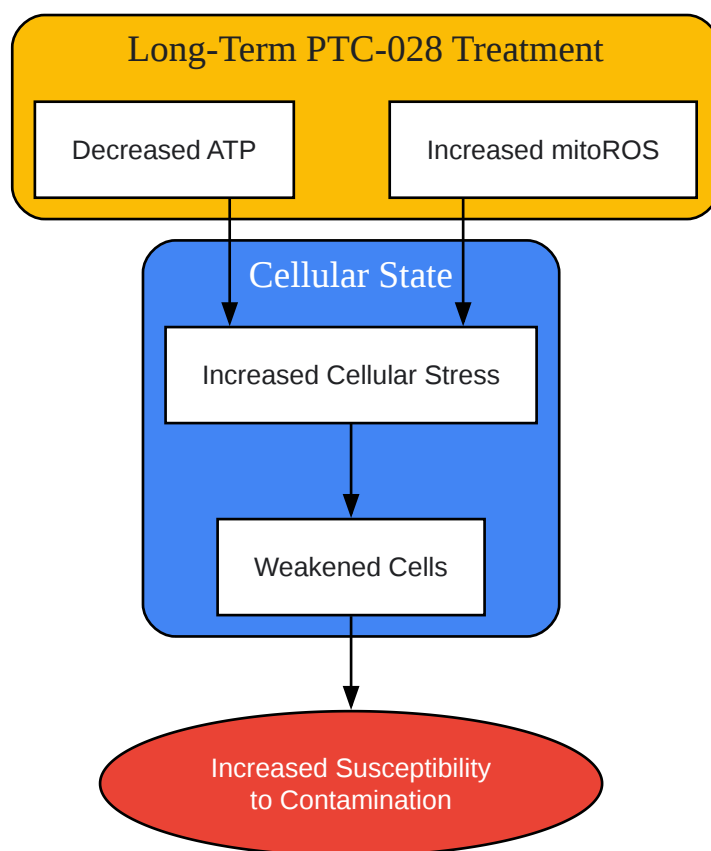 Long-Term PTC-028 Treatment
Decreased ATP
Increased mitoROS
Cellular State
Increased Cellular Stress
Weakened Cells
Increased Susceptibility
to Contamination